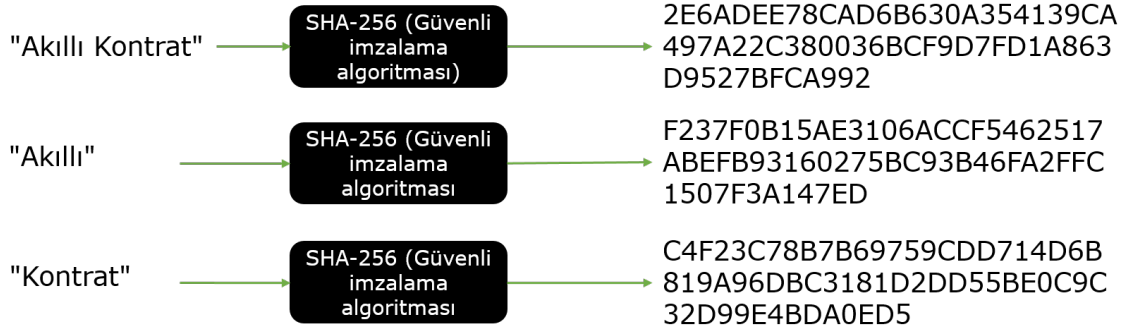 "Akıllı Kontrat"
SHA-256 (Güvenli
imzalama
algoritması)
2E6ADEE78CAD6B630A354139CA
497A22C380036BCF9D7FD1A863
D9527BFCA992
"Akıllı"
SHA-256 (Güvenli
imzalama
algoritması
F237F0B15AE3106ACCF5462517
ABEFB93160275BC93B46FA2FFC
1507F3A147ED
"Kontrat"
SHA-256 (Güvenli
imzalama
algoritması
C4F23C78B7B69759CDD714D6B
819A96DBC3181D2DD55BE0C9C
32D99E4BDA0ED5